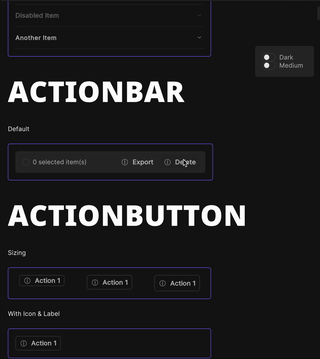 Disabled Item
Another Item
Dark
Medium
ACTIONBAR
Default
0 selected item(s) Export Delete
ACTIONBUTTON
Sizing
Action 1 Action 1 Action 1
With Icon & Label
Action 1